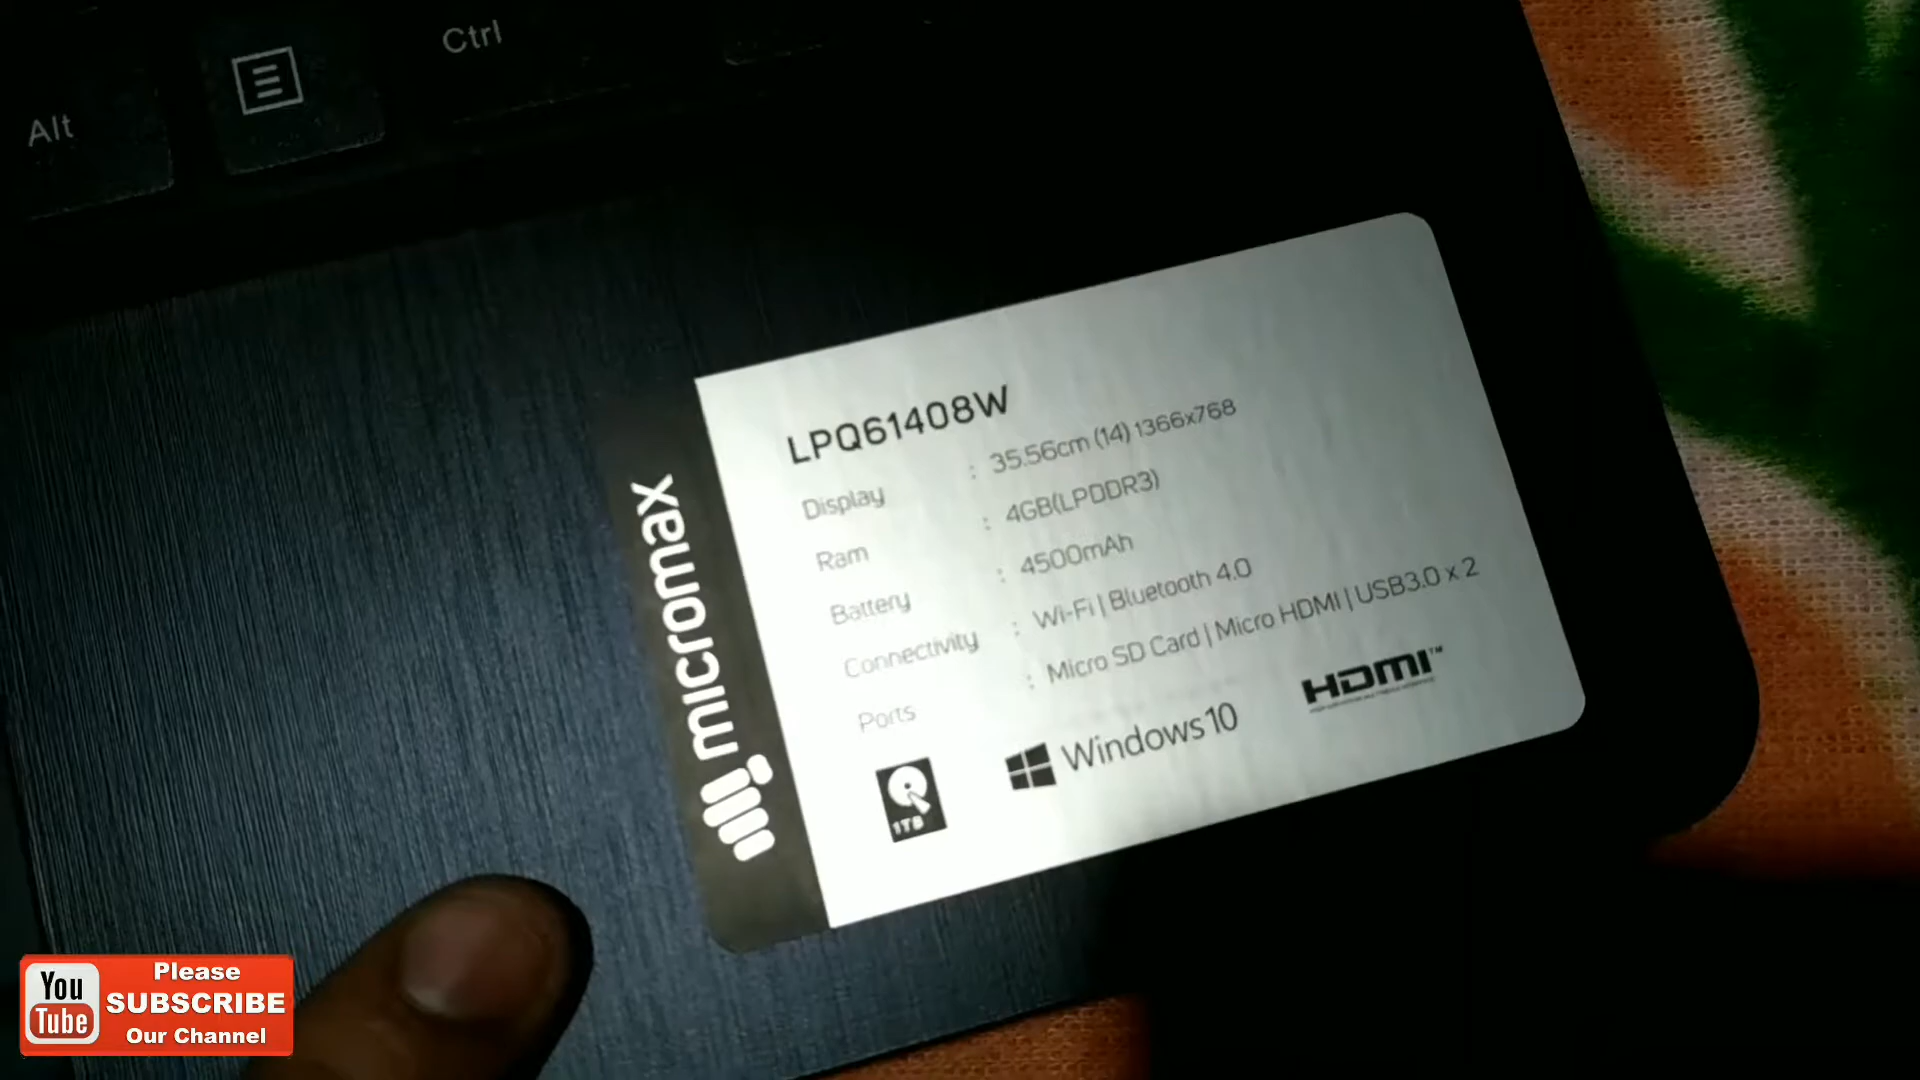 Ctrl
Alt
micromax
LPQ61408W
Display : 35.56cm (14) 1366x768
Ram : 4GB(LPDDR3)
Battery : 4500mAh
Connectivity : Wi-Fi | Bluetooth 4.0
Ports : Micro SD Card | Micro HDMI | USB3.0 x 2
1TB
Windows 10
HDMI™
You
Tube
Please
SUBSCRIBE
Our Channel